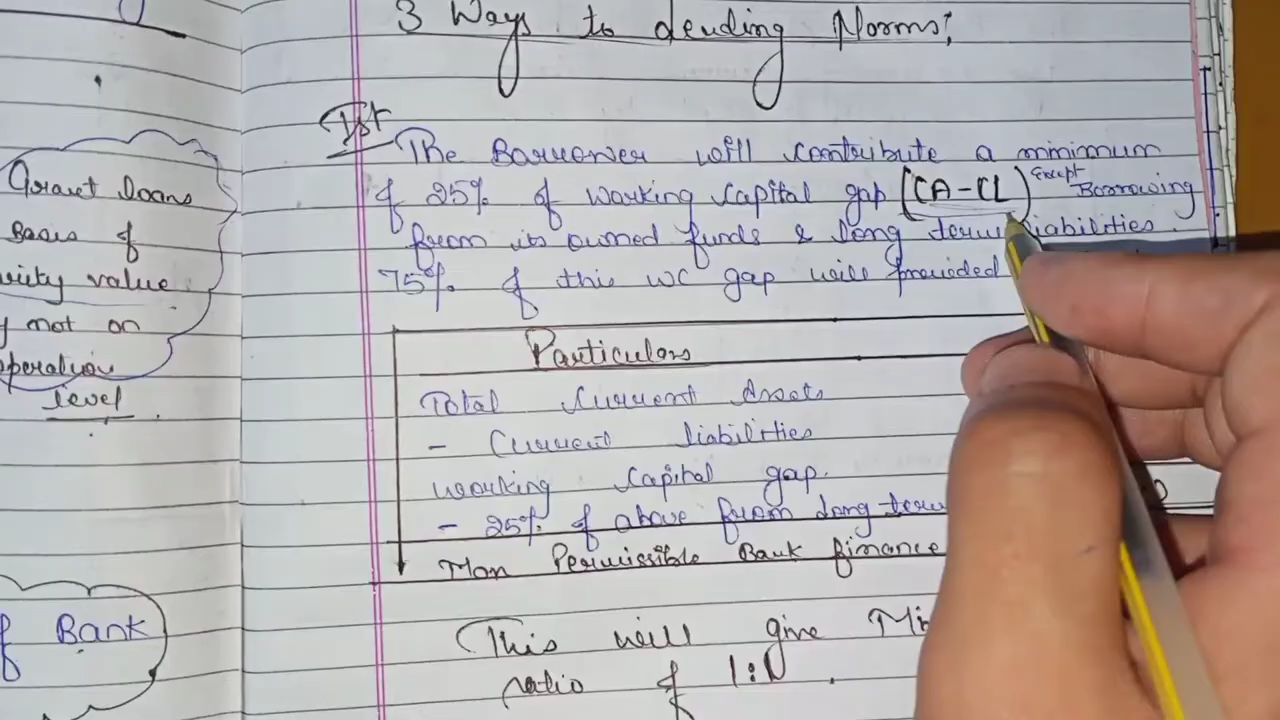 3 Ways to Lending Norms:
Ist
The Borrower will contribute a minimum
of 25% of working capital gap (CA-CL) except Borrowing
from its owned funds & long term liabilities.
75% of this WC gap will provided
Particulars
Total Current Assets
- Current liabilities
working capital gap.
- 25% of above from long-term
Max Permissible Bank finance
This will give
ratio of 1:1
Grant loans
Basis of
value
not on
operation
level.
of Bank